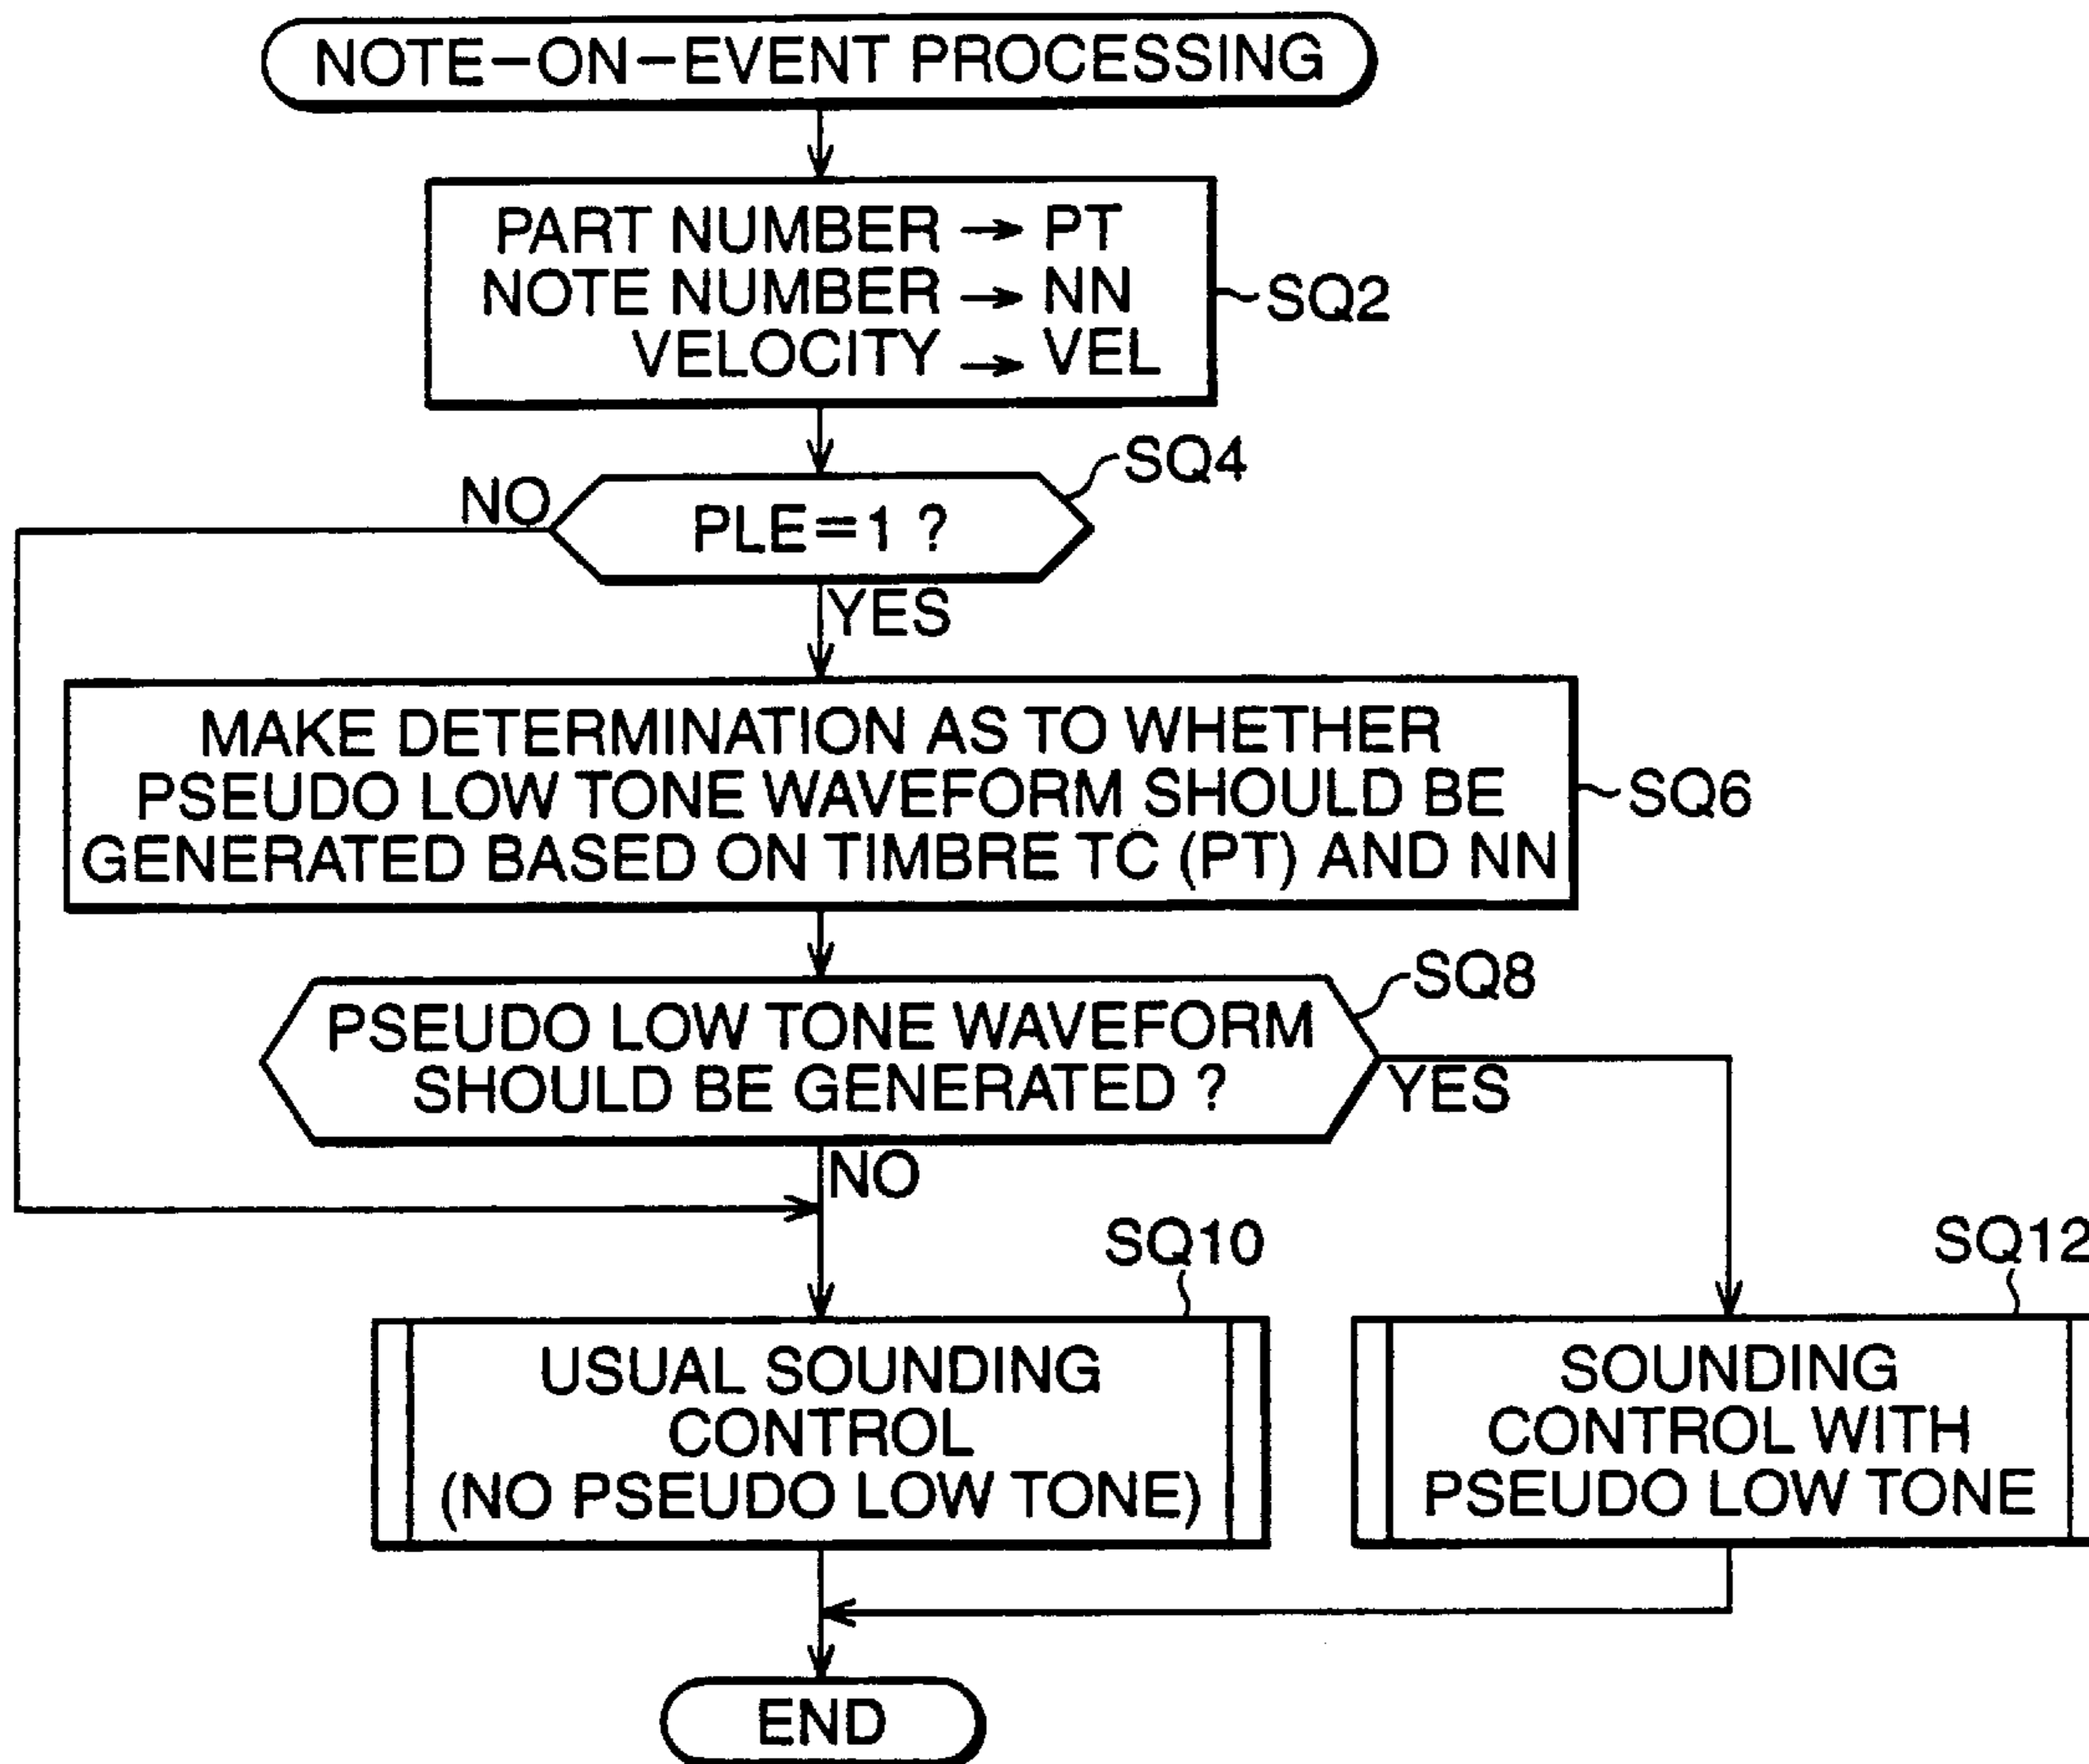 NOTE-ON-EVENT PROCESSING
PART NUMBER → PT
NOTE NUMBER → NN
VELOCITY → VEL
SQ2
SQ4
NO
PLE=1 ?
YES
MAKE DETERMINATION AS TO WHETHER
PSEUDO LOW TONE WAVEFORM SHOULD BE
GENERATED BASED ON TIMBRE TC (PT) AND NN
SQ6
SQ8
PSEUDO LOW TONE WAVEFORM
SHOULD BE GENERATED ?
YES
NO
SQ10
SQ12
USUAL SOUNDING
CONTROL
(NO PSEUDO LOW TONE)
SOUNDING
CONTROL WITH
PSEUDO LOW TONE
END